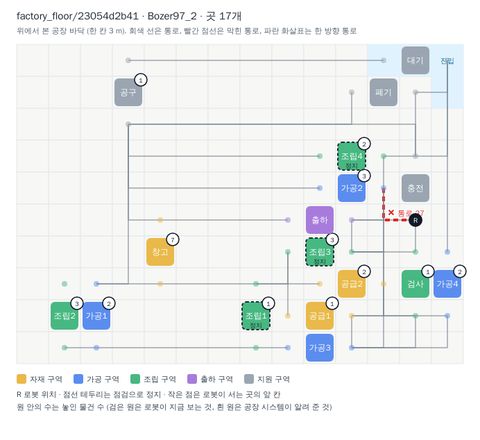 factory_floor/23054d2b41 · Bozer97_2 · 곳 17개
위에서 본 공장 바닥 (한 칸 3 m). 회색 선은 통로, 빨간 점선은 막힌 통로, 파란 화살표는 한 방향 통로
대기
진입
공구
1
폐기
조립4
2
정지
가공2
3
충전
✕ 통로
27
R
출하
창고
7
조립3
3
정지
공급2
2
검사
1
가공4
2
조립2
3
가공1
2
조립1
1
정지
공급1
1
가공3
자재 구역
가공 구역
조립 구역
출하 구역
지원 구역
R 로봇 위치 · 점선 테두리는 점검으로 정지 · 작은 점은 로봇이 서는 곳의 앞 칸
원 안의 수는 놓인 물건 수 (검은 원은 로봇이 지금 보는 것, 흰 원은 공장 시스템이 알려 준 것)